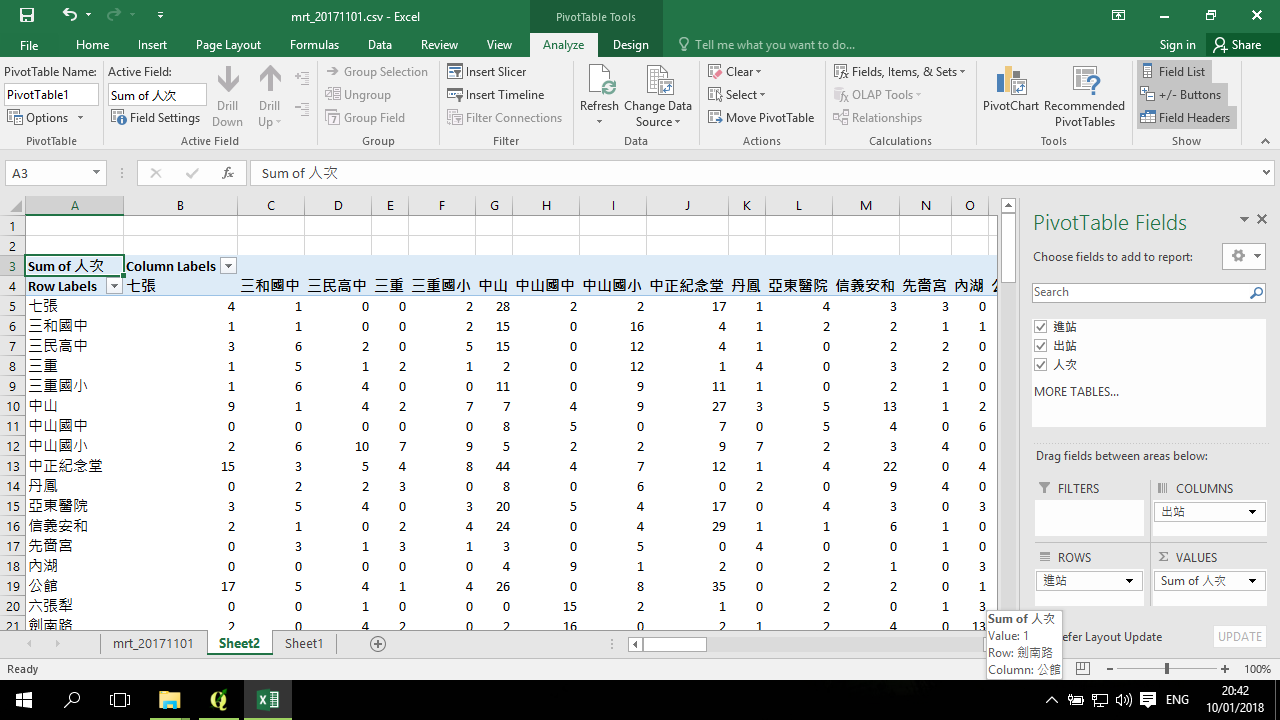 mrt_20171101.csv - Excel
PivotTable Tools
File Home Insert Page Layout Formulas Data Review View Analyze Design Tell me what you want to do... Sign in Share
PivotTable Name:
PivotTable1
Options
PivotTable
Active Field:
Sum of 人次
Field Settings
Drill Down
Drill Up
Active Field
Group Selection
Ungroup
Group Field
Group
Insert Slicer
Insert Timeline
Filter Connections
Filter
Refresh
Change Data Source
Data
Clear
Select
Move PivotTable
Actions
Fields, Items, & Sets
OLAP Tools
Relationships
Calculations
PivotChart
Recommended PivotTables
Tools
Field List
+/- Buttons
Field Headers
Show
A3 fx Sum of 人次
A B C D E F G H I J K L M N O
1
2
3 Sum of 人次 Column Labels
4 Row Labels 七張 三和國中 三民高中 三重 三重國小 中山 中山國中 中山國小 中正紀念堂 丹鳳 亞東醫院 信義安和 先嗇宮 內湖
5 七張 4 1 0 0 2 28 2 2 17 1 4 3 3 0
6 三和國中 1 1 0 0 2 15 0 16 4 1 2 2 1 1
7 三民高中 3 6 2 0 5 15 0 12 4 1 0 2 2 0
8 三重 1 5 1 2 1 2 0 12 1 4 0 3 2 0
9 三重國小 1 6 4 0 0 11 0 9 11 1 0 2 1 0
10 中山 9 1 4 2 7 7 4 9 27 3 5 13 1 2
11 中山國中 0 0 0 0 0 8 5 0 7 0 5 4 0 6
12 中山國小 2 6 10 7 9 5 2 2 9 7 2 3 4 0
13 中正紀念堂 15 3 5 4 8 44 4 7 12 1 4 22 0 4
14 丹鳳 0 2 2 3 0 8 0 6 0 2 0 9 4 0
15 亞東醫院 3 5 4 0 3 20 5 4 17 0 4 3 0 3
16 信義安和 2 1 0 2 4 24 0 4 29 1 1 6 1 0
17 先嗇宮 0 3 1 3 1 3 0 5 0 4 0 0 1 0
18 內湖 0 0 0 0 0 4 9 1 2 0 2 1 0 3
19 公館 17 5 4 1 4 26 0 8 35 0 2 2 0 1
20 六張犁 0 0 1 0 0 0 15 2 1 0 2 0 1 3
21 劍南路 2 0 4 2 0 2 16 0 2 1 2 4 0 13
PivotTable Fields
Choose fields to add to report:
Search
進站
出站
人次
MORE TABLES...
Drag fields between areas below:
FILTERS
COLUMNS
出站
ROWS
進站
VALUES
Sum of 人次
efer Layout Update
UPDATE
Sum of 人次
Value: 1
Row: 劍南路
Column: 公館
mrt_20171101 Sheet2 Sheet1
Ready 100%
ENG
20:42
10/01/2018